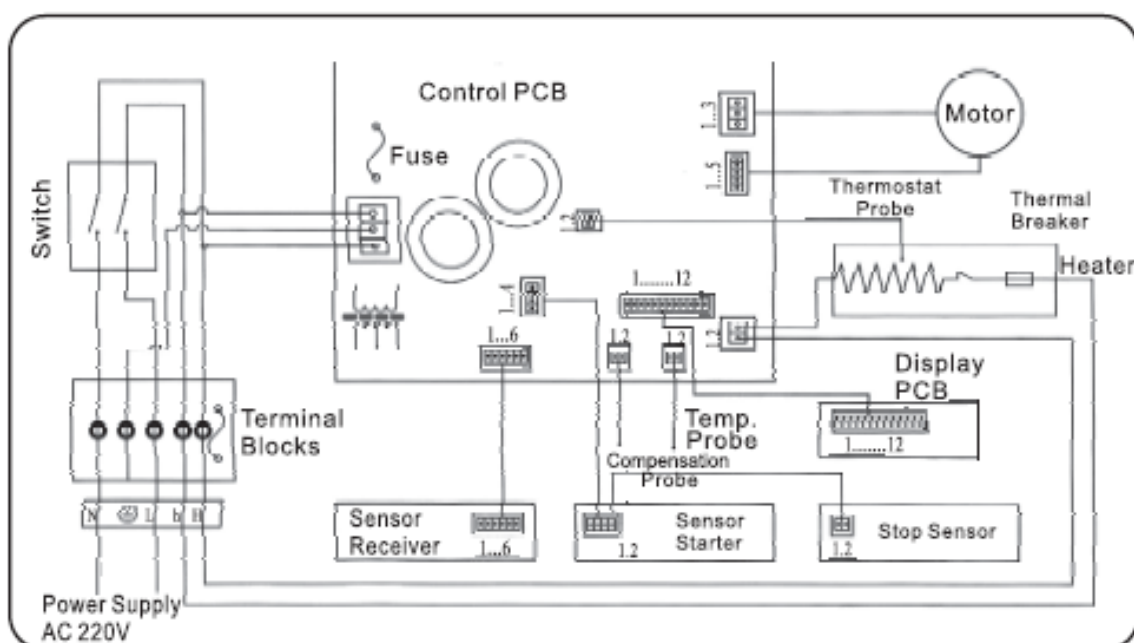 Control PCB
Fuse
Switch
1...3
Motor
1...5
Thermostat
Probe
Thermal
Breaker
1.2
Heater
1...4
1........12
1...6
1.2
1.2
1.2
Display
PCB
1.......12
Terminal
Blocks
Temp.
Probe
Compensation
Probe
N
L
h
H
Sensor
Receiver
1...6
Sensor
Starter
1.2
Stop Sensor
1.2
Power Supply
AC 220V